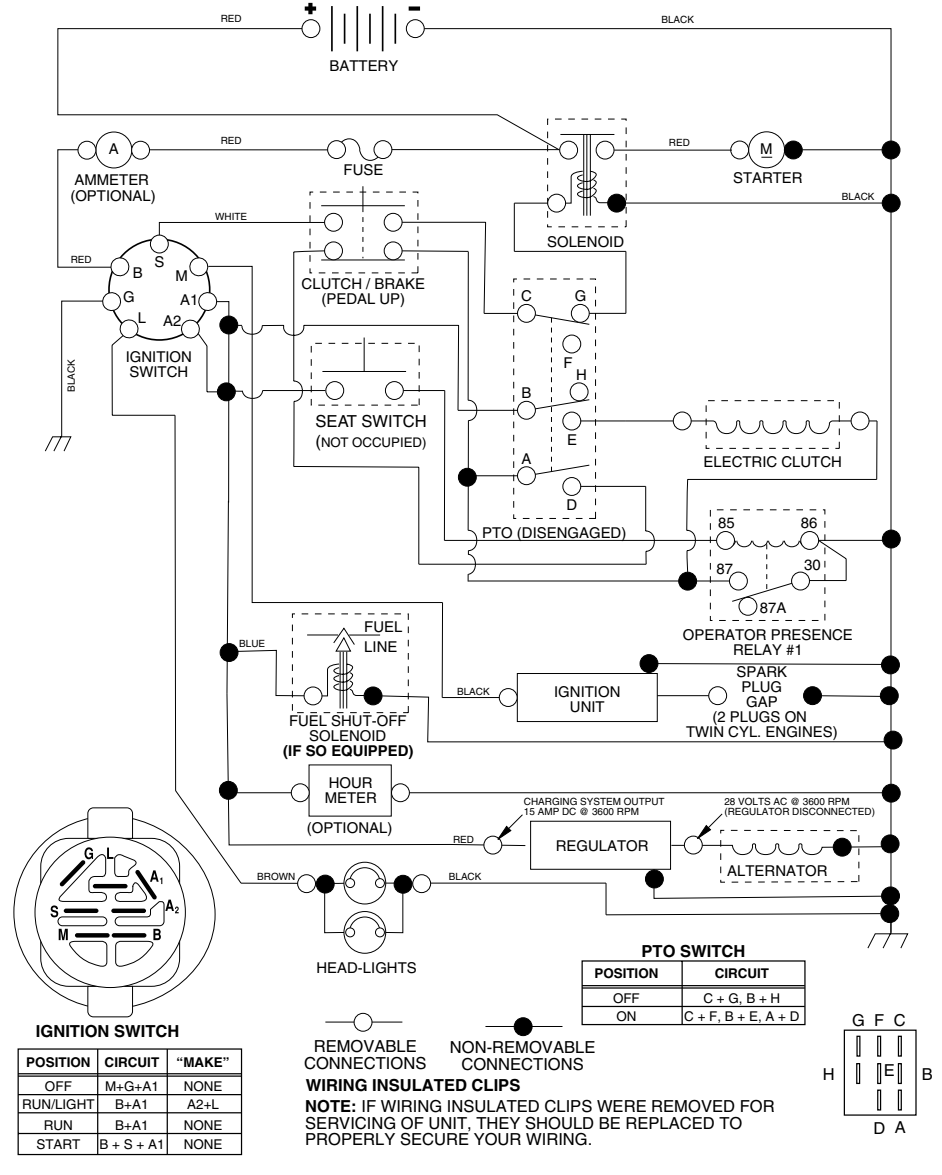 RED
+
-
BLACK
BATTERY
A
RED
AMMETER
(OPTIONAL)
FUSE
RED
M
STARTER
BLACK
SOLENOID
WHITE
CLUTCH / BRAKE
(PEDAL UP)
RED
S
B
M
G
A1
L
A2
IGNITION
SWITCH
BLACK
C
G
F
H
B
E
A
D
PTO (DISENGAGED)
SEAT SWITCH
(NOT OCCUPIED)
ELECTRIC CLUTCH
85
86
87
30
87A
OPERATOR PRESENCE
RELAY #1
BLUE
FUEL
LINE
FUEL SHUT-OFF
SOLENOID
(IF SO EQUIPPED)
BLACK
IGNITION
UNIT
SPARK
PLUG
GAP
(2 PLUGS ON
TWIN CYL. ENGINES)
HOUR
METER
(OPTIONAL)
CHARGING SYSTEM OUTPUT
15 AMP DC @ 3600 RPM
28 VOLTS AC @ 3600 RPM
(REGULATOR DISCONNECTED)
RED
REGULATOR
ALTERNATOR
BROWN
BLACK
HEAD-LIGHTS
G
L
A1
S
A2
M
B
IGNITION SWITCH
POSITION CIRCUIT "MAKE"
OFF M+G+A1 NONE
RUN/LIGHT B+A1 A2+L
RUN B+A1 NONE
START B + S + A1 NONE
PTO SWITCH
POSITION CIRCUIT
OFF C + G, B + H
ON C + F, B + E, A + D
REMOVABLE
CONNECTIONS
NON-REMOVABLE
CONNECTIONS
WIRING INSULATED CLIPS
NOTE: IF WIRING INSULATED CLIPS WERE REMOVED FOR
SERVICING OF UNIT, THEY SHOULD BE REPLACED TO
PROPERLY SECURE YOUR WIRING.
G F C
H E B
D A